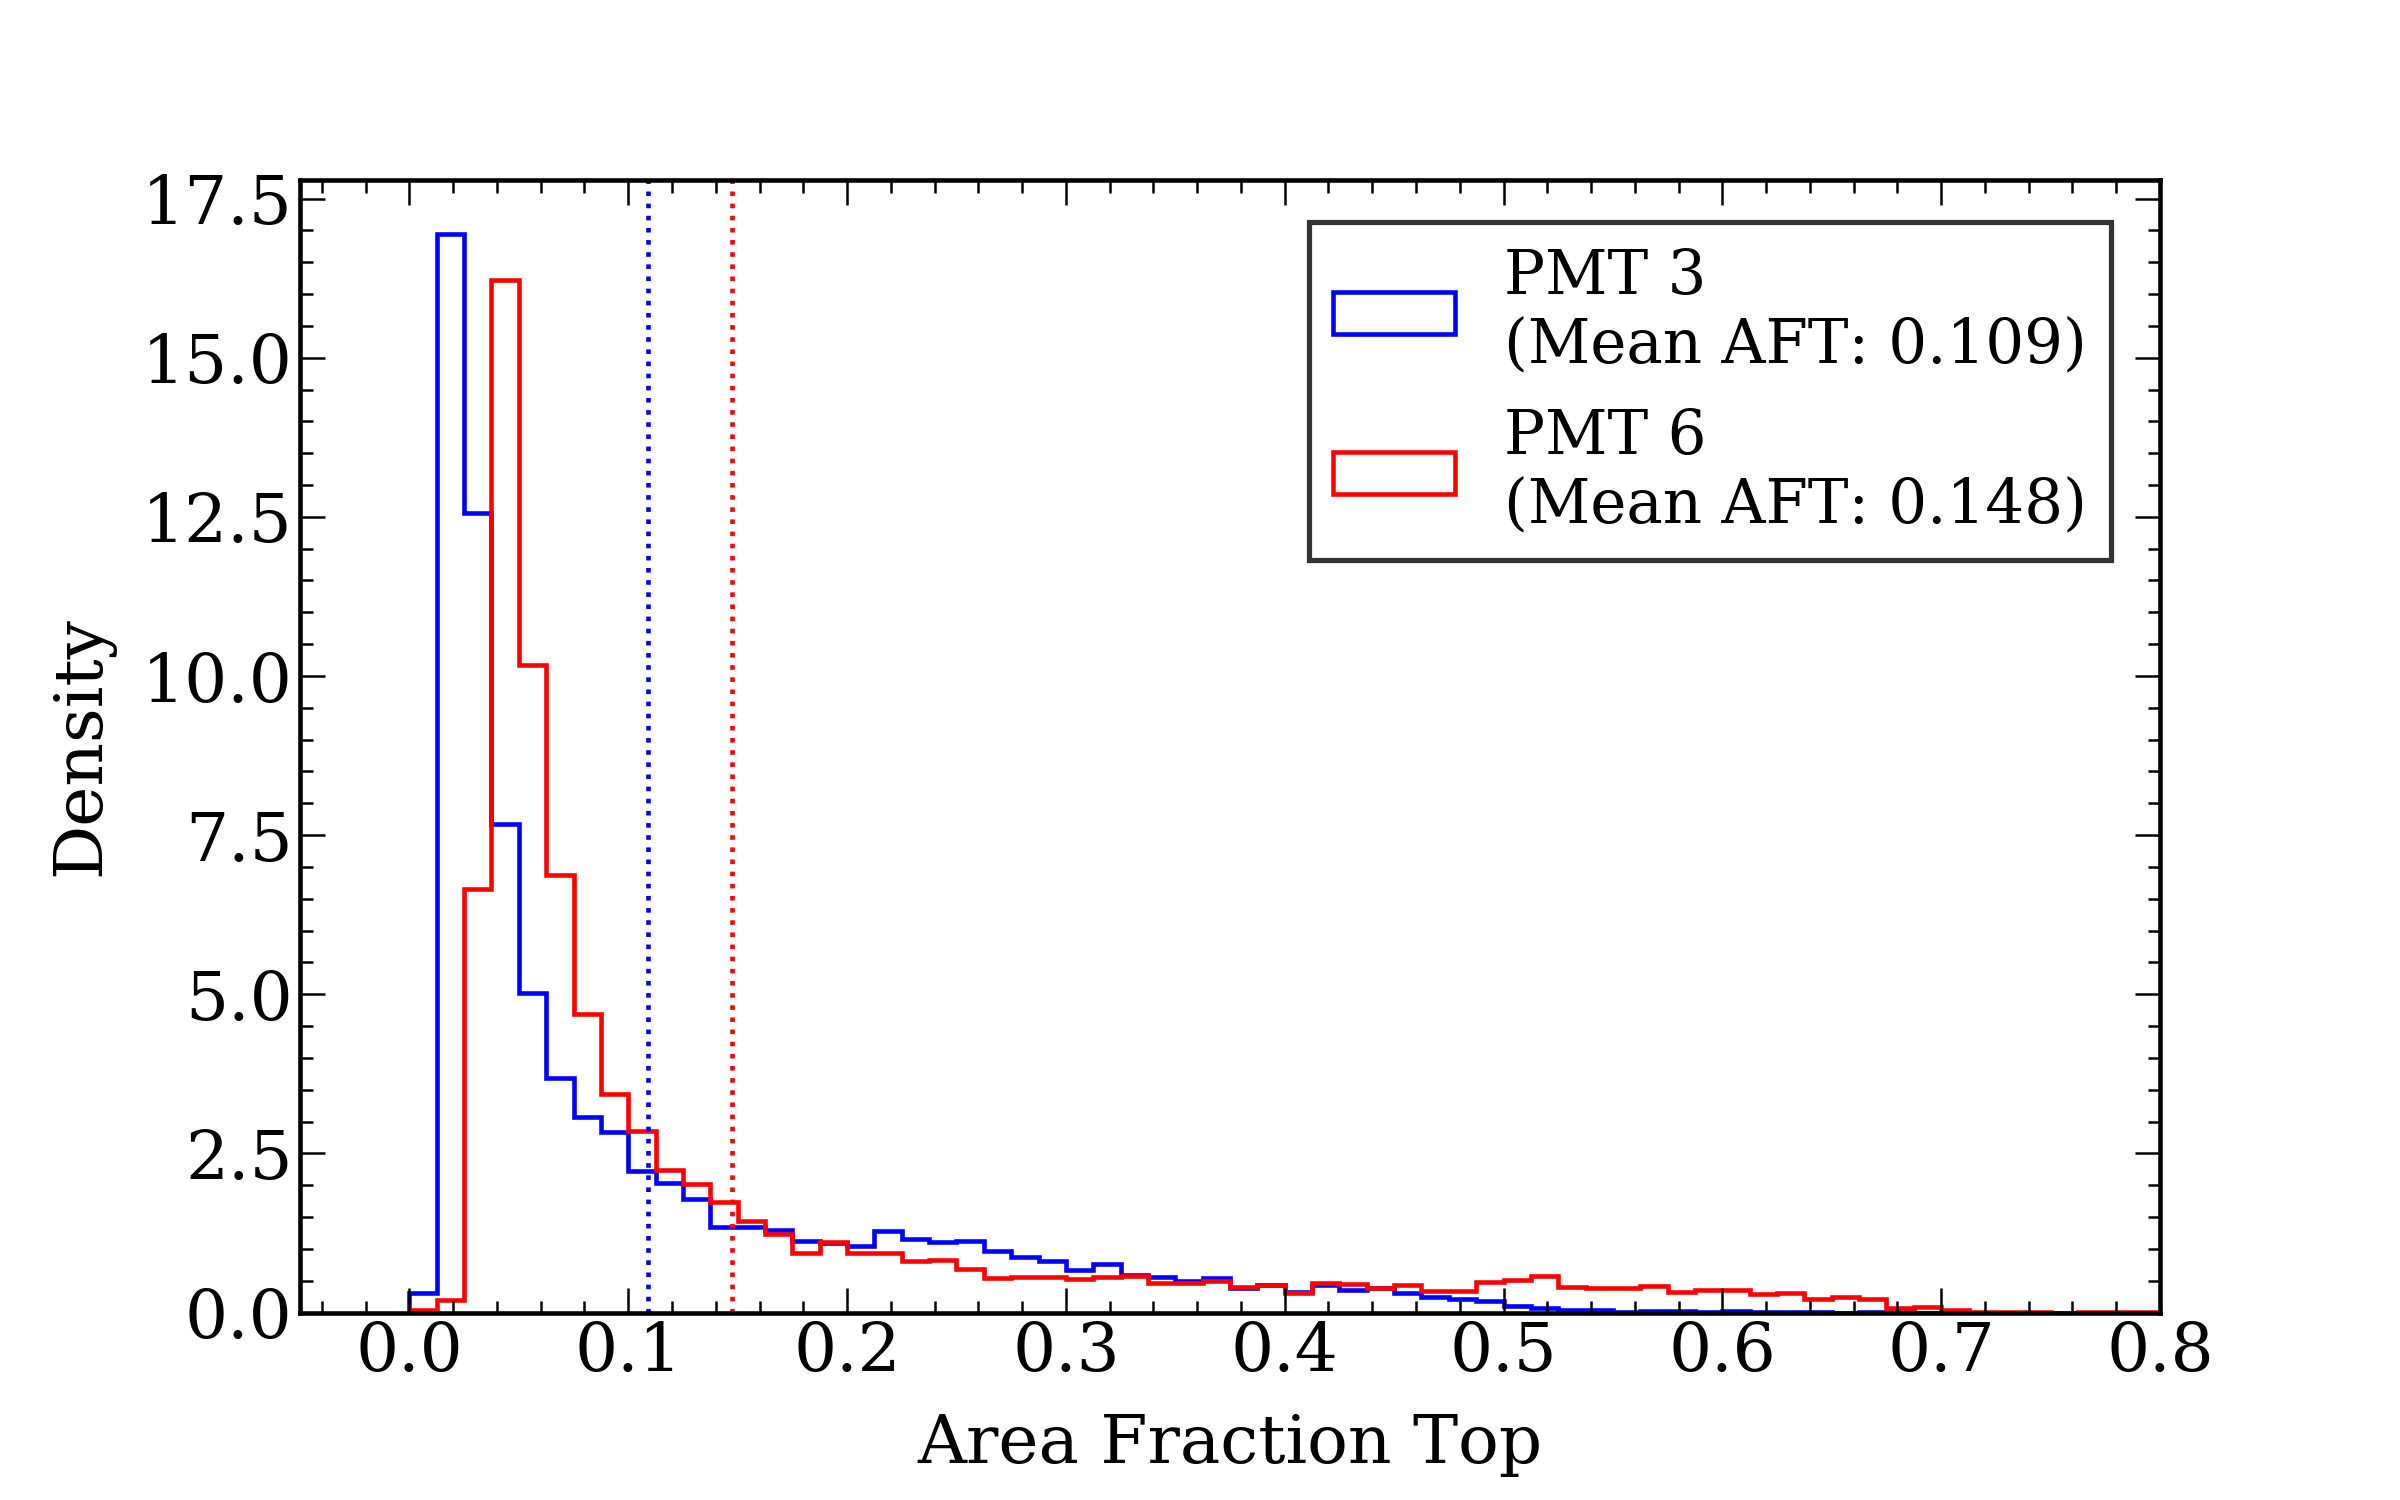 17.5
15.0
12.5
10.0
7.5
5.0
2.5
0.0
Density
PMT 3
(Mean AFT: 0.109)
PMT 6
(Mean AFT: 0.148)
0.0 0.1 0.2 0.3 0.4 0.5 0.6 0.7 0.8
Area Fraction Top